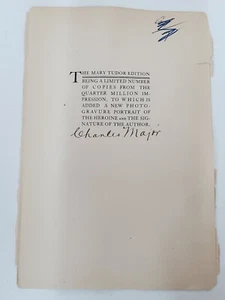 THE MARY TUDOR EDITION
BEING A LIMITED NUMBER
OF COPIES FROM THE
QUARTER MILLION IM-
PRESSION, TO WHICH IS
ADDED A NEW PHOTO-
GRAVURE PORTRAIT OF
THE HEROINE AND THE SIG-
NATURE OF THE AUTHOR.
Charles Major